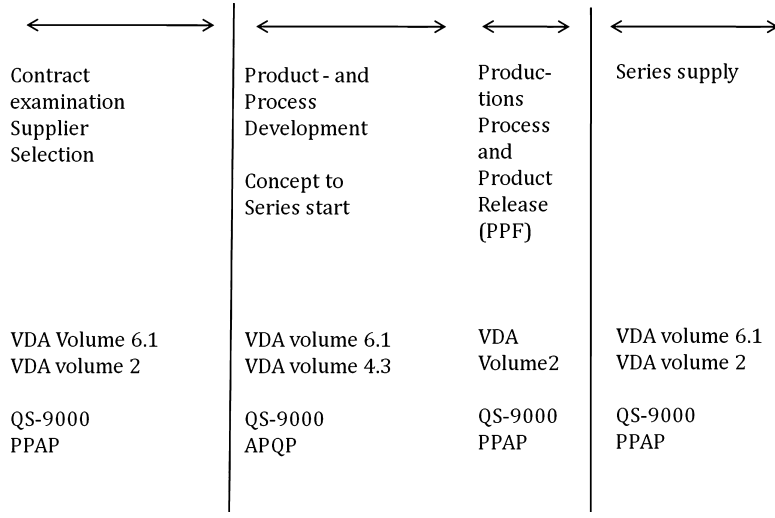 Contract
examination
Supplier
Selection
VDA Volume 6.1
VDA volume 2
QS-9000
PPAP
Product - and
Process
Development
Concept to
Series start
VDA volume 6.1
VDA volume 4.3
QS-9000
APQP
Produc-
tions
Process
and
Product
Release
(PPF)
VDA
Volume2
QS-9000
PPAP
Series supply
VDA volume 6.1
VDA volume 2
QS-9000
PPAP